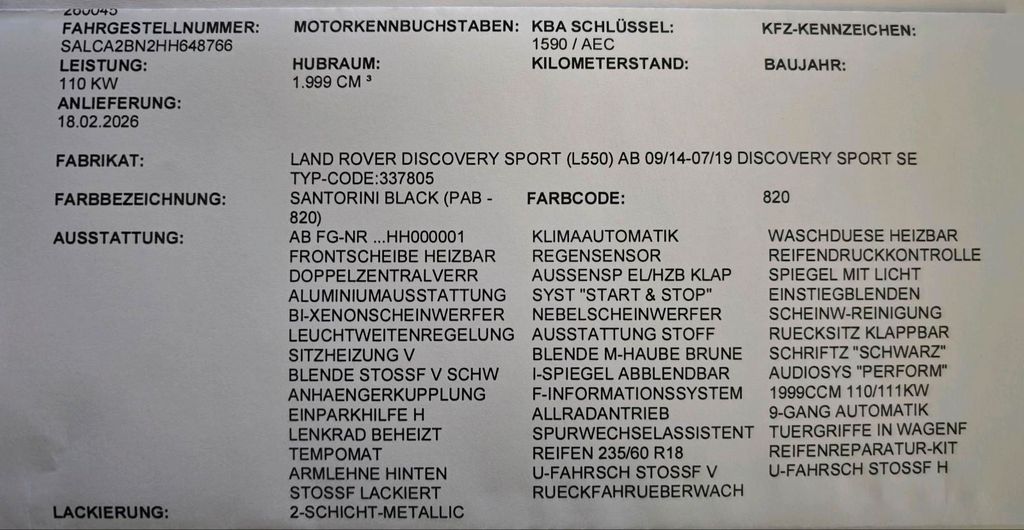 260045
FAHRGESTELLNUMMER: MOTORKENNBUCHSTABEN: KBA SCHLÜSSEL: KFZ-KENNZEICHEN:
SALCA2BN2HH648766 1590 / AEC
LEISTUNG: HUBRAUM: KILOMETERSTAND: BAUJAHR:
110 KW 1.999 CM ³
ANLIEFERUNG:
18.02.2026
FABRIKAT: LAND ROVER DISCOVERY SPORT (L550) AB 09/14-07/19 DISCOVERY SPORT SE
TYP-CODE:337805
FARBBEZEICHNUNG: SANTORINI BLACK (PAB - FARBCODE: 820
820)
AUSSTATTUNG: AB FG-NR ...HH000001 KLIMAAUTOMATIK WASCHDUESE HEIZBAR
FRONTSCHEIBE HEIZBAR REGENSENSOR REIFENDRUCKKONTROLLE
DOPPELZENTRALVERR AUSSENSP EL/HZB KLAP SPIEGEL MIT LICHT
ALUMINIUMAUSSTATTUNG SYST "START & STOP" EINSTIEGBLENDEN
BI-XENONSCHEINWERFER NEBELSCHEINWERFER SCHEINW-REINIGUNG
LEUCHTWEITENREGELUNG AUSSTATTUNG STOFF RUECKSITZ KLAPPBAR
SITZHEIZUNG V BLENDE M-HAUBE BRUNE SCHRIFTZ "SCHWARZ"
BLENDE STOSSF V SCHW I-SPIEGEL ABBLENDBAR AUDIOSYS "PERFORM"
ANHAENGERKUPPLUNG F-INFORMATIONSSYSTEM 1999CCM 110/111KW
EINPARKHILFE H ALLRADANTRIEB 9-GANG AUTOMATIK
LENKRAD BEHEIZT SPURWECHSELASSISTENT TUERGRIFFE IN WAGENF
TEMPOMAT REIFEN 235/60 R18 REIFENREPARATUR-KIT
ARMLEHNE HINTEN U-FAHRSCH STOSSF V U-FAHRSCH STOSSF H
STOSSF LACKIERT RUECKFAHRUEBERWACH
LACKIERUNG: 2-SCHICHT-METALLIC